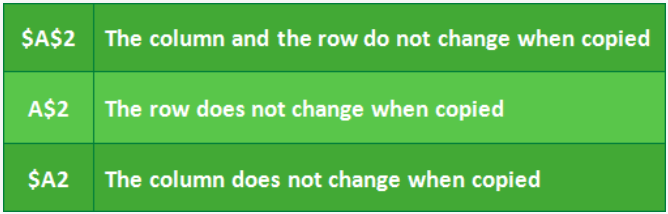 $A$2 The column and the row do not change when copied
A$2 The row does not change when copied
$A2 The column does not change when copied